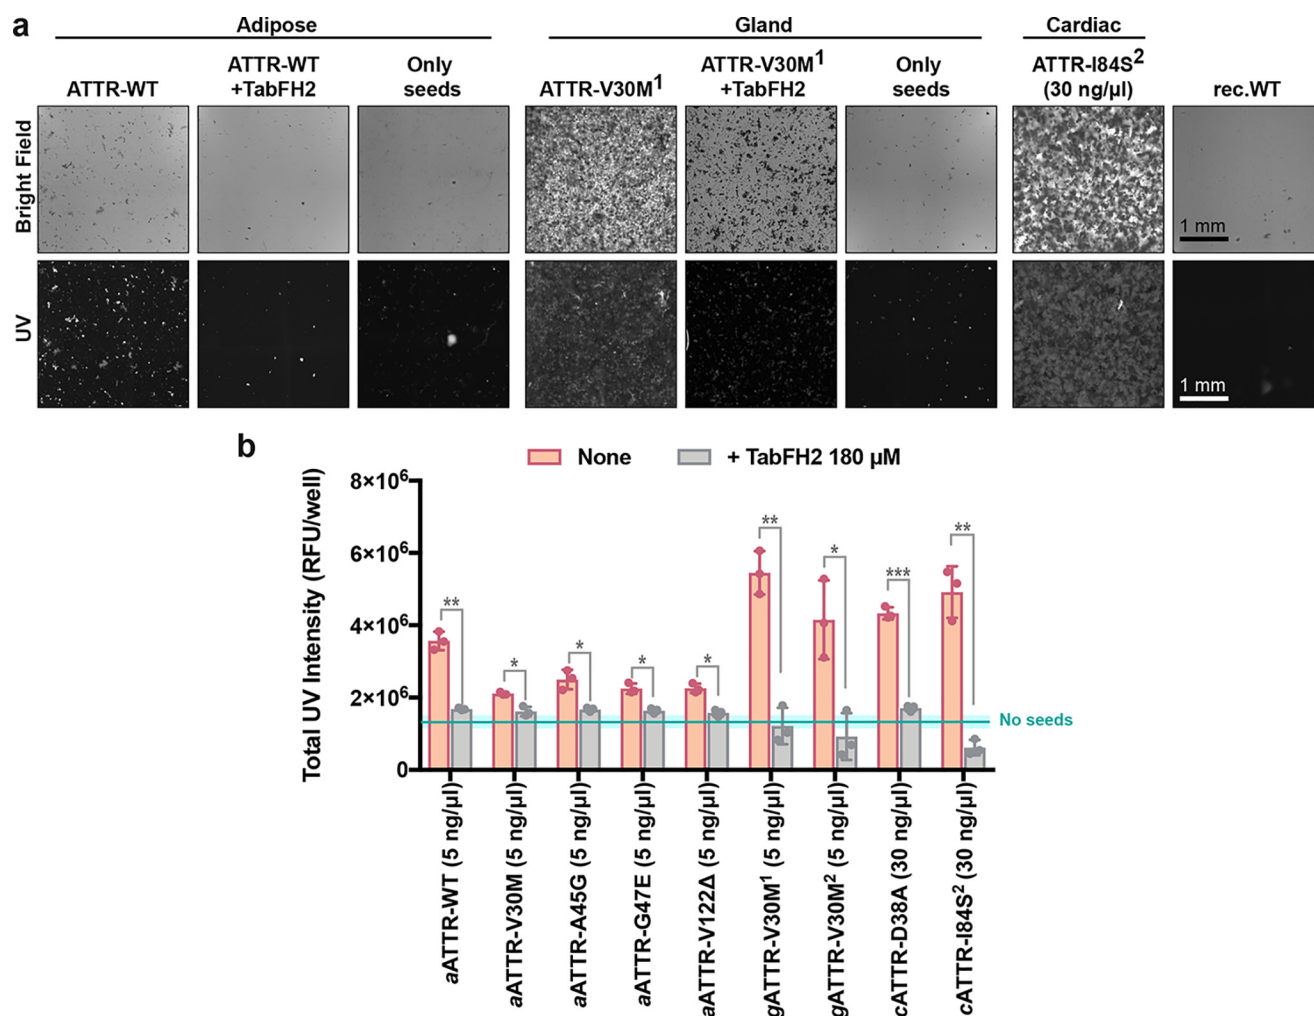 a
Adipose
Gland
Cardiac
ATTR-WT
ATTR-WT
+TabFH2
Only
seeds
ATTR-V30M1
ATTR-V30M1
+TabFH2
Only
seeds
ATTR-I84S2
(30 ng/µl)
rec.WT
Bright Field
1 mm
UV
1 mm
b
None
+ TabFH2 180 µM
Total UV Intensity (RFU/well)
8×10⁶
6×10⁶
4×10⁶
2×10⁶
0
**
*
*
*
*
**
*
***
**
No seeds
aATTR-WT (5 ng/µl)
aATTR-V30M (5 ng/µl)
aATTR-A45G (5 ng/µl)
aATTR-G47E (5 ng/µl)
aATTR-V122Δ (5 ng/µl)
gATTR-V30M¹ (5 ng/µl)
gATTR-V30M² (5 ng/µl)
cATTR-D38A (30 ng/µl)
cATTR-I84S² (30 ng/µl)